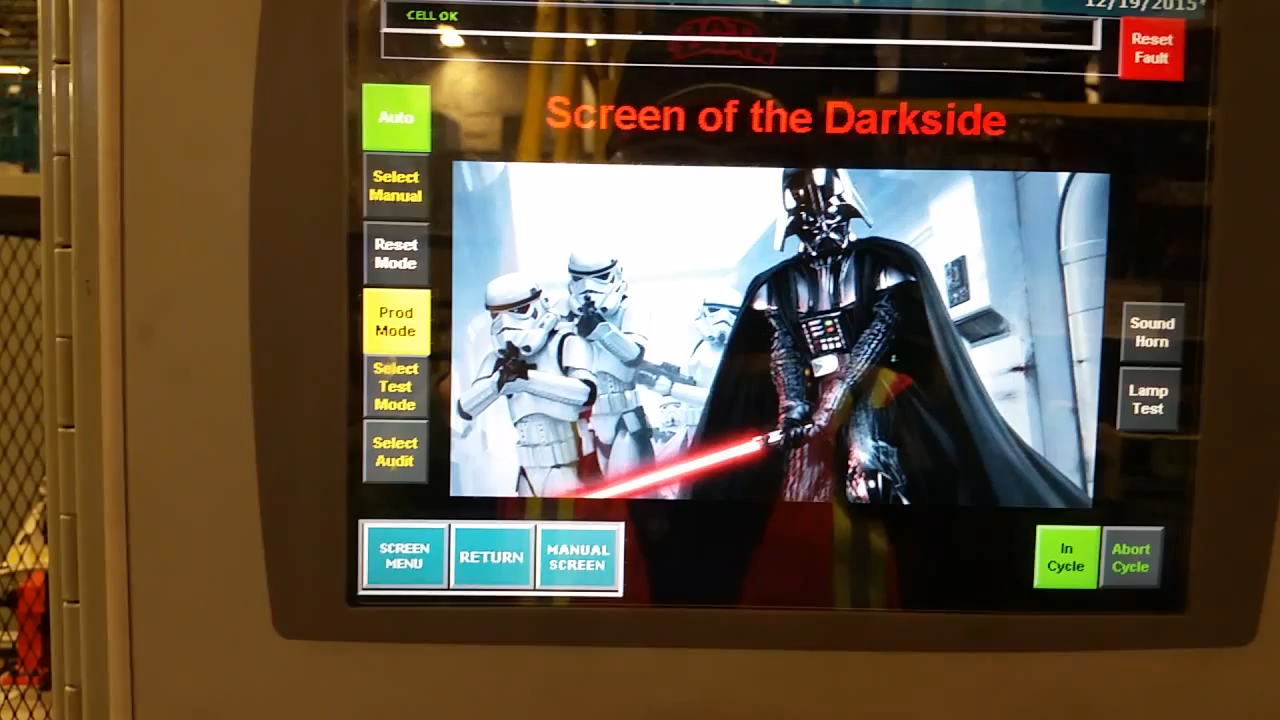 12/19/2015
CELL OK
Reset
Fault
Auto
Screen of the Darkside
Select
Manual
Reset
Mode
Prod
Mode
Sound
Horn
Select
Test
Mode
Lamp
Test
Select
Audit
SCREEN
MENU
RETURN
MANUAL
SCREEN
In
Cycle
Abort
Cycle